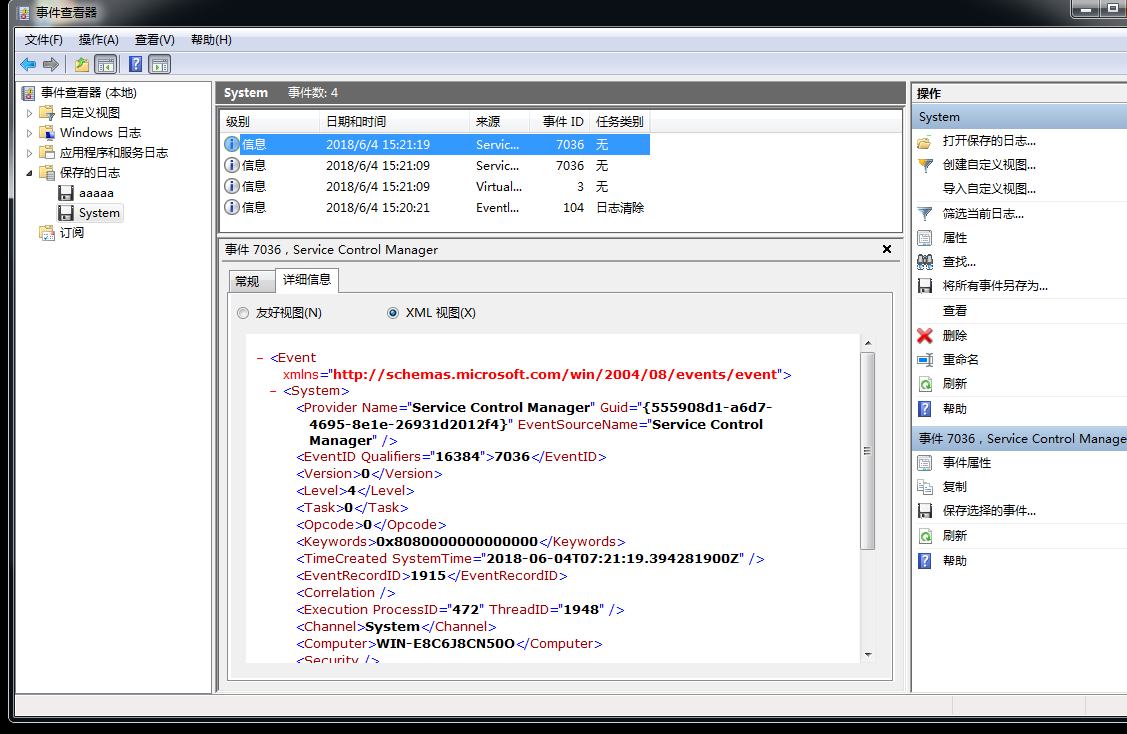 事件查看器
文件(F) 操作(A) 查看(V) 帮助(H)
事件查看器 (本地)
自定义视图
Windows 日志
应用程序和服务日志
保存的日志
aaaaa
System
订阅
System 事件数: 4
级别 日期和时间 来源 事件 ID 任务类别
信息 2018/6/4 15:21:19 Servic... 7036 无
信息 2018/6/4 15:21:09 Servic... 7036 无
信息 2018/6/4 15:21:09 Virtual... 3 无
信息 2018/6/4 15:20:21 Eventl... 104 日志清除
事件 7036，Service Control Manager
常规 详细信息
友好视图(N) XML 视图(X)
- <Event
xmlns="http://schemas.microsoft.com/win/2004/08/events/event">
- <System>
<Provider Name="Service Control Manager" Guid="{555908d1-a6d7-
4695-8e1e-26931d2012f4}" EventSourceName="Service Control
Manager" />
<EventID Qualifiers="16384">7036</EventID>
<Version>0</Version>
<Level>4</Level>
<Task>0</Task>
<Opcode>0</Opcode>
<Keywords>0x8080000000000000</Keywords>
<TimeCreated SystemTime="2018-06-04T07:21:19.394281900Z" />
<EventRecordID>1915</EventRecordID>
<Correlation />
<Execution ProcessID="472" ThreadID="1948" />
<Channel>System</Channel>
<Computer>WIN-E8C6J8CN50O</Computer>
<Security />
操作
System
打开保存的日志...
创建自定义视图...
导入自定义视图...
筛选当前日志...
属性
查找...
将所有事件另存为...
查看
删除
重命名
刷新
帮助
事件 7036，Service Control Manage
事件属性
复制
保存选择的事件...
刷新
帮助